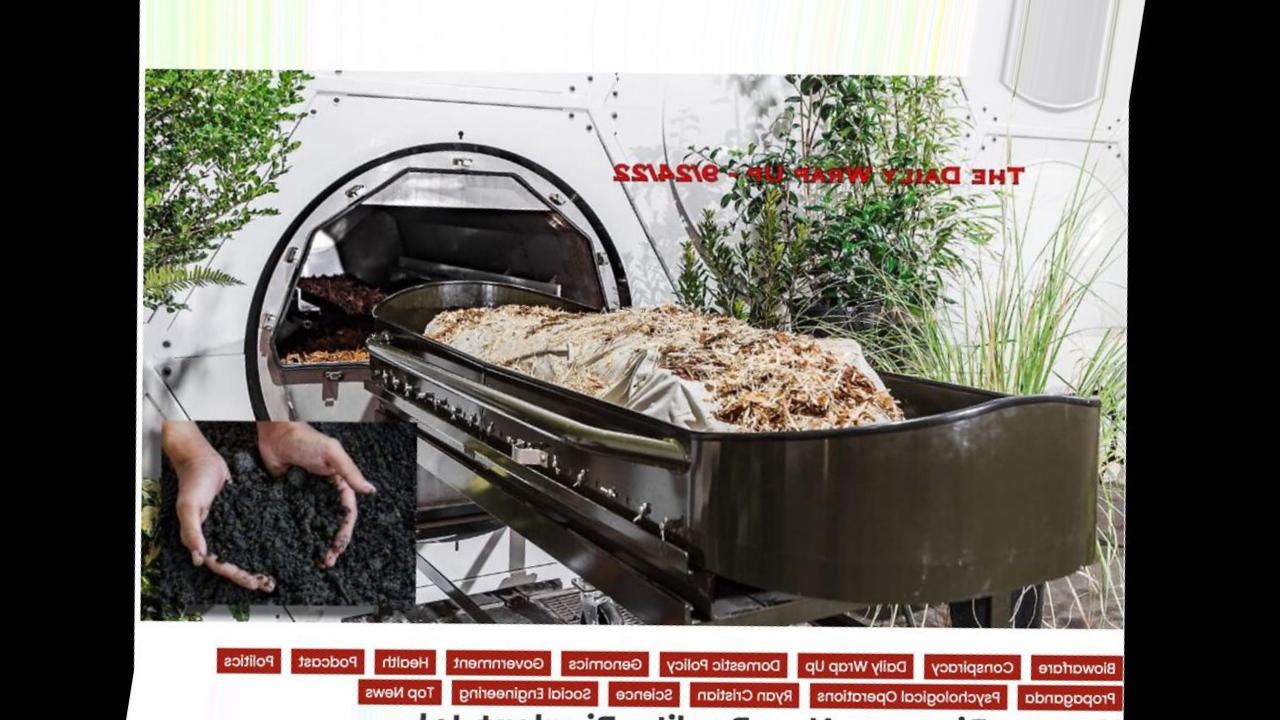 The Daily Wrap Up - 9/24/22
Biowarfare Conspiracy Daily Wrap Up Domestic Policy Genomics Government Health Podcast Politics
Propaganda Psychological Operations Ryan Cristian Science Social Engineering Top News